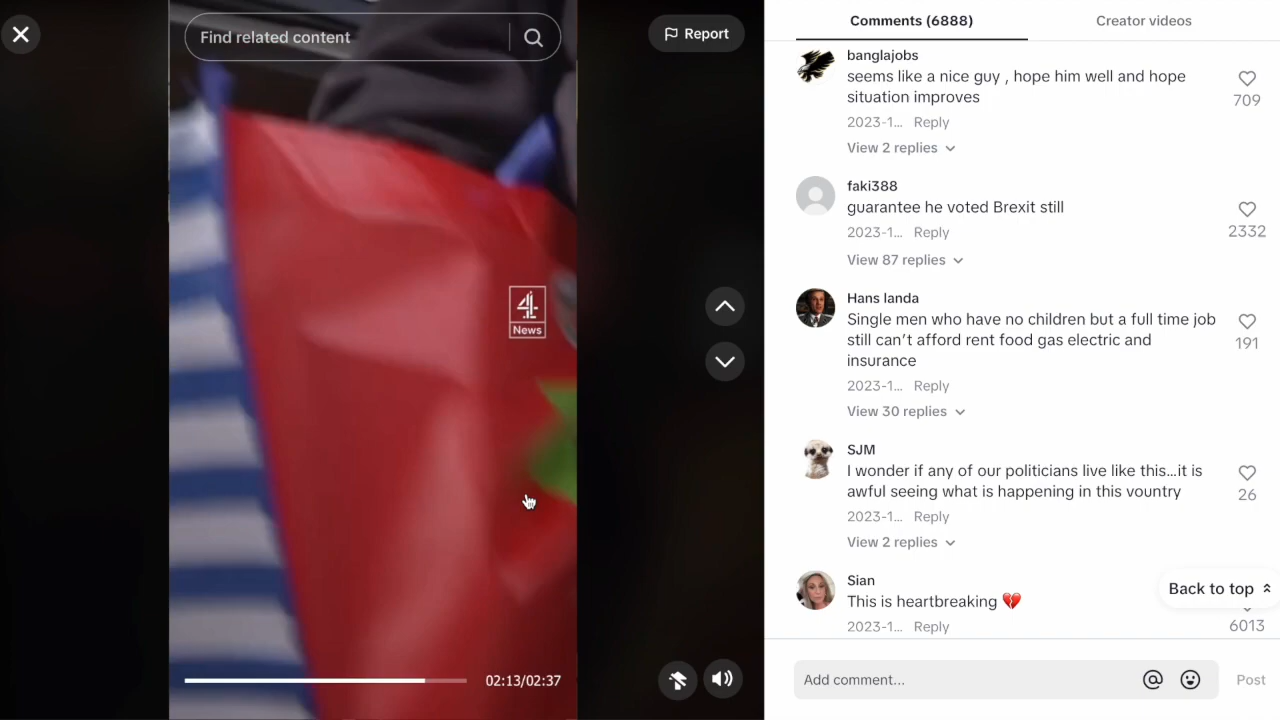 Find related content
Report
4
News
02:13/02:37
Comments (6888)
Creator videos
banglajobs
seems like a nice guy , hope him well and hope
situation improves
709
2023-1... Reply
View 2 replies
faki388
guarantee he voted Brexit still
2332
2023-1... Reply
View 87 replies
Hans landa
Single men who have no children but a full time job
still can't afford rent food gas electric and
insurance
191
2023-1... Reply
View 30 replies
SJM
I wonder if any of our politicians live like this...it is
awful seeing what is happening in this vountry
26
2023-1... Reply
View 2 replies
Sian
This is heartbreaking 💔
6013
2023-1... Reply
Back to top
Add comment...
@
Post